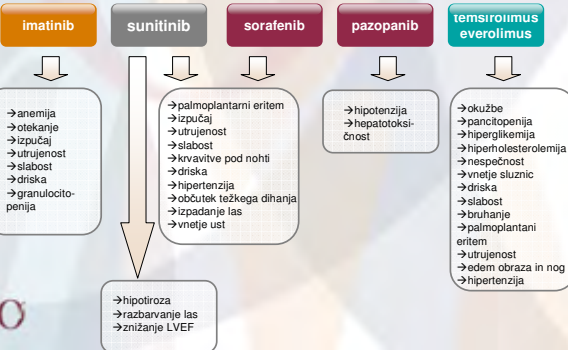 imatinib
sunitinib
sorafenib
pazopanib
temsirolimus
everolimus
→anemija
→otekanje
→izpučaj
→utrujenost
→slabost
→driska
→granulocito-
penija
→palmoplantarni eritem
→izpučaj
→utrujenost
→slabost
→krvavitve pod nohti
→driska
→hipertenzija
→občutek težkega dihanja
→izpadanje las
→vnetje ust
→hipotenzija
→hepatotoksi-
čnost
→okužbe
→pancitopenija
→hiperglikemija
→hiperholesterolemija
→nespečnost
→vnetje sluznic
→driska
→slabost
→bruhanje
→palmoplantani
eritem
→utrujenost
→edem obraza in nog
→hipertenzija
→hipotiroza
→razbarvanje las
→znižanje LVEF